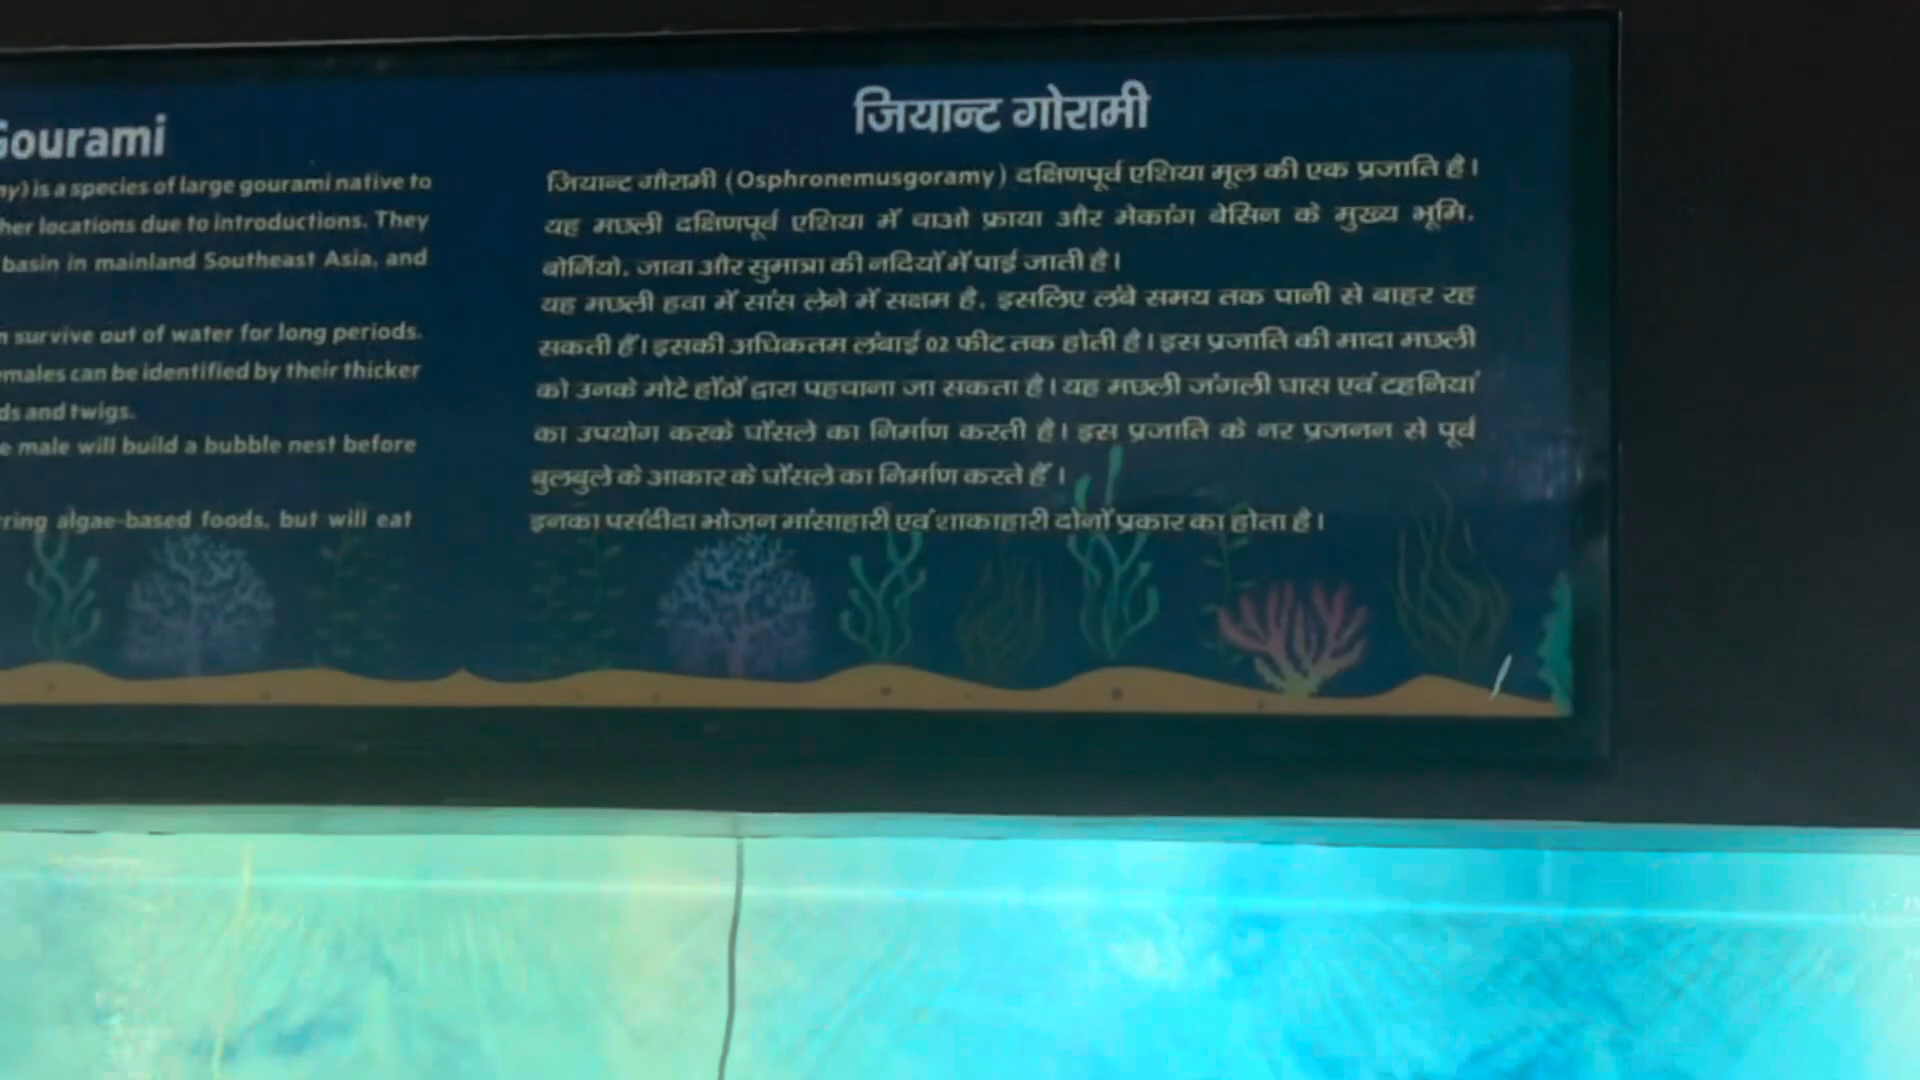 Gourami
my) is a species of large gourami native to
her locations due to introductions. They
basin in mainland Southeast Asia, and
n survive out of water for long periods.
males can be identified by their thicker
ds and twigs.
e male will build a bubble nest before
rring algae-based foods, but will eat
जियान्ट गोरामी
जियान्ट गौरामी (Osphronemusgoramy) दक्षिणपूर्व एशिया मूल की एक प्रजाति है।
यह मछली दक्षिणपूर्व एशिया में चाओ फ्राया और मेकांग बेसिन के मुख्य भूमि,
बोर्नियो, जावा और सुमात्रा की नदियों में पाई जाती है।
यह मछली हवा में सांस लेने में सक्षम है, इसलिए लंबे समय तक पानी से बाहर रह
सकती हैं। इसकी अधिकतम लंबाई 02 फीट तक होती है। इस प्रजाति की मादा मछली
को उनके मोटे होंठों द्वारा पहचाना जा सकता है। यह मछली जंगली घास एवं टहनियां
का उपयोग करके घोंसले का निर्माण करती है। इस प्रजाति के नर प्रजनन से पूर्व
बुलबुले के आकार के घोंसले का निर्माण करते हैं ।
इनका पसंदीदा भोजन मांसाहारी एवं शाकाहारी दोनों प्रकार का होता है।